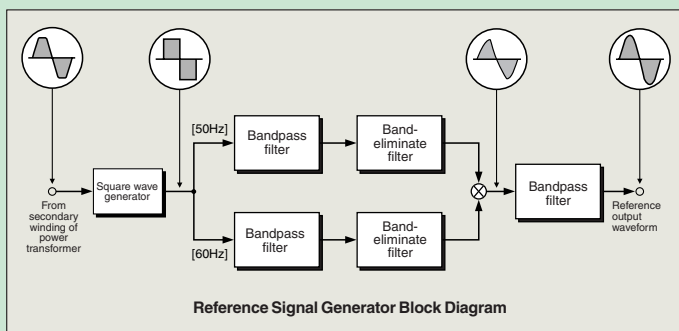 [50Hz]
Bandpass
filter
Band-
eliminate
filter
Square wave
generator
From
secondary
winding of
power
transformer
Bandpass
filter
Reference
output
waveform
[60Hz]
Bandpass
filter
Band-
eliminate
filter
Reference Signal Generator Block Diagram